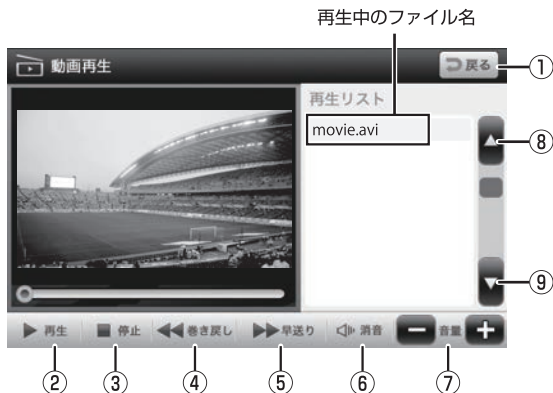 再生中のファイル名
動画再生
戻る
①
再生リスト
movie.avi
⑧
⑨
再生
停止
巻き戻し
早送り
消音
音量
②
③
④
⑤
⑥
⑦